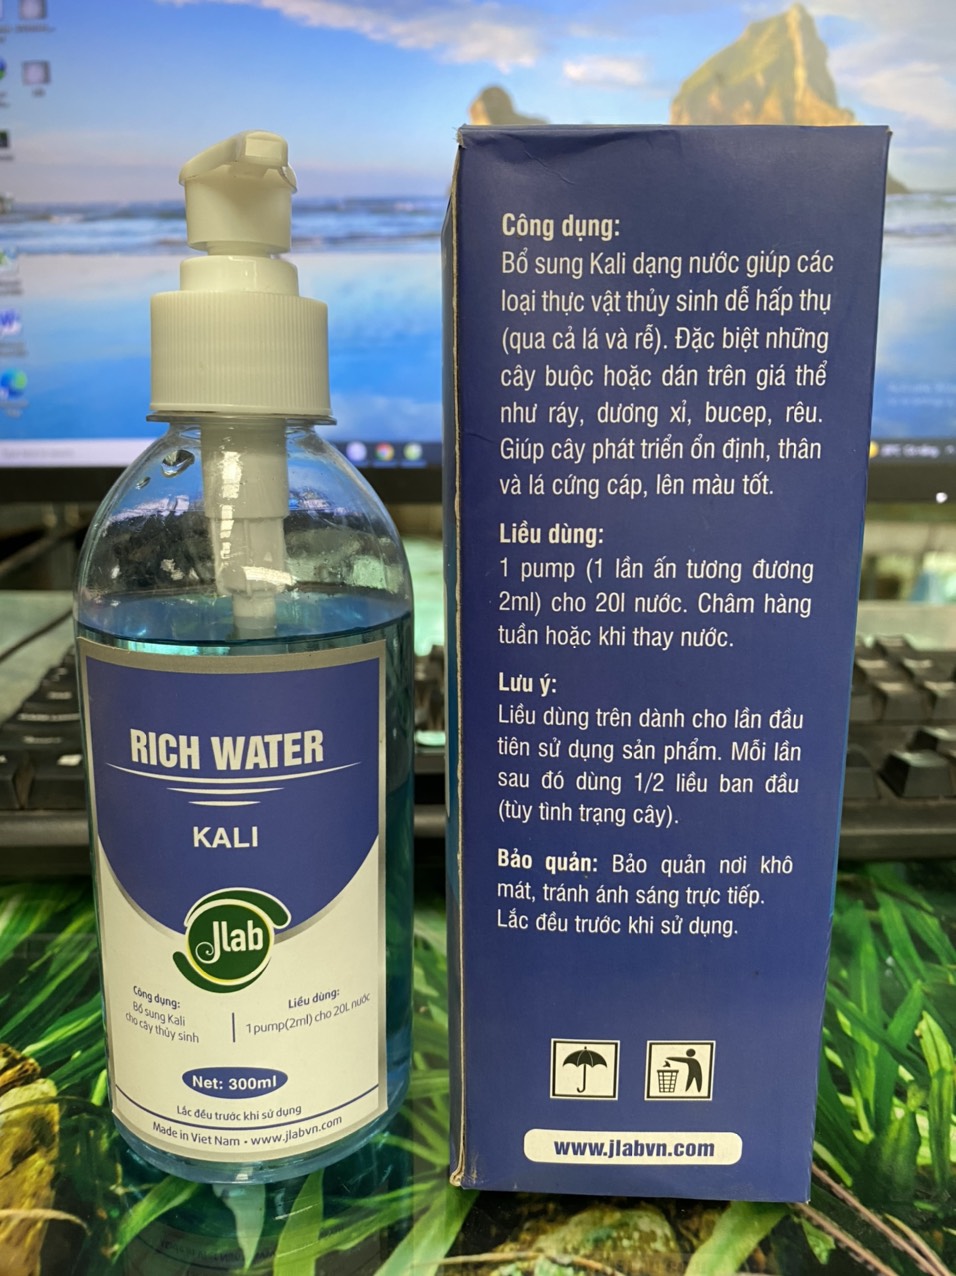 RICH WATER
KALI
Jlab
Công dụng:
Bổ sung Kali
cho cây thủy sinh
Liều dùng:
1 pump(2ml) cho 20L nước
Net: 300ml
Lắc đều trước khi sử dụng
Made in Viet Nam • www.jlabvn.com
Công dụng:
Bổ sung Kali dạng nước giúp các
loại thực vật thủy sinh dễ hấp thụ
(qua cả lá và rễ). Đặc biệt những
cây buộc hoặc dán trên giá thể
như ráy, dương xỉ, bucep, rêu.
Giúp cây phát triển ổn định, thân
và lá cứng cáp, lên màu tốt.
Liều dùng:
1 pump (1 lần ấn tương đương
2ml) cho 20l nước. Châm hàng
tuần hoặc khi thay nước.
Lưu ý:
Liều dùng trên dành cho lần đầu
tiên sử dụng sản phẩm. Mỗi lần
sau đó dùng 1/2 liều ban đầu
(tùy tình trạng cây).
Bảo quản: Bảo quản nơi khô
mát, tránh ánh sáng trực tiếp.
Lắc đều trước khi sử dụng.
www.jlabvn.com